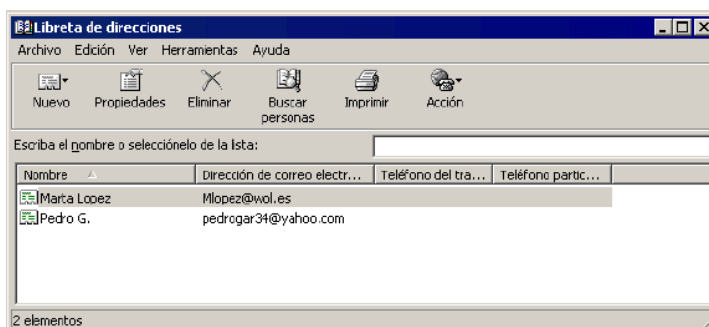 Libreta de direcciones
Archivo Edición Ver Herramientas Ayuda
Nuevo Propiedades Eliminar Buscar personas Imprimir Acción
Escriba el nombre o selecciónelo de la lista:
Nombre Dirección de correo electr... Teléfono del tra... Teléfono partic...
Marta Lopez Mlopez@wol.es
Pedro G. pedrogar34@yahoo.com
2 elementos